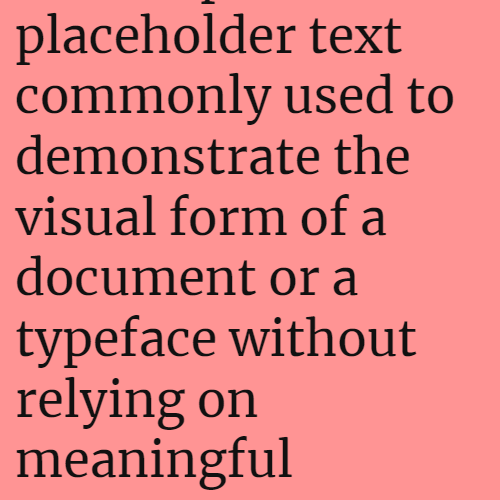 placeholder text
commonly used to
demonstrate the
visual form of a
document or a
typeface without
relying on
meaningful